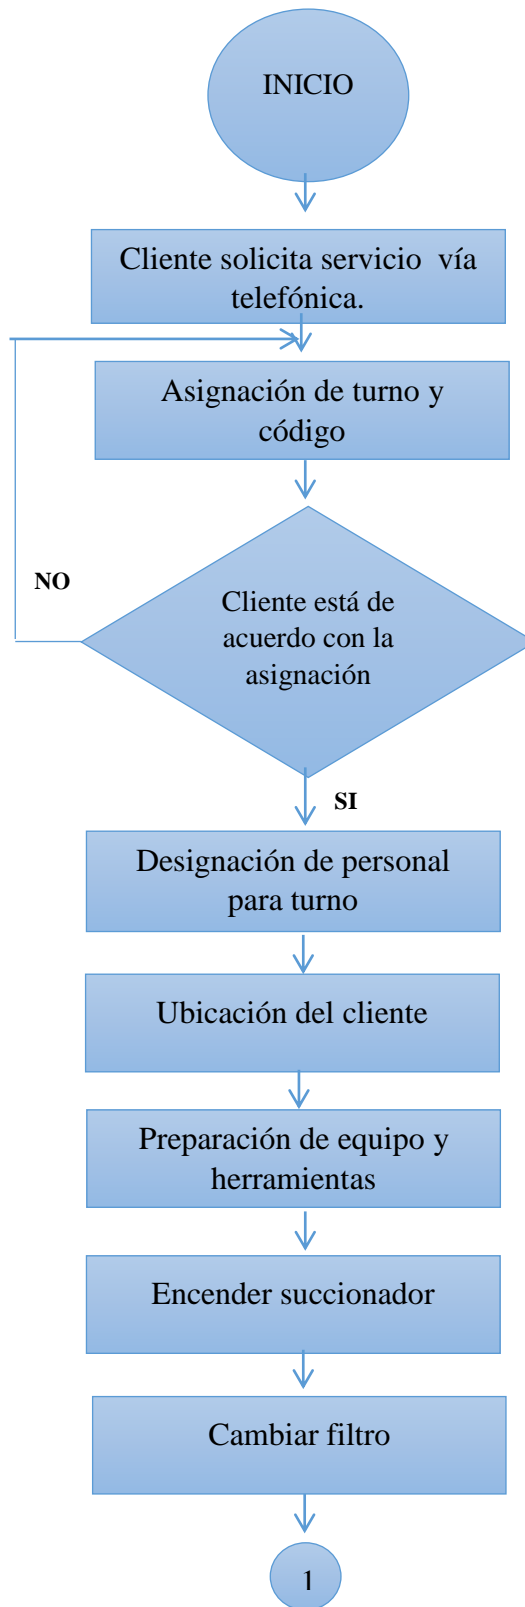 INICIO
Cliente solicita servicio vía
telefónica.
Asignación de turno y
código
NO
Cliente está de
acuerdo con la
asignación
SI
Designación de personal
para turno
Ubicación del cliente
Preparación de equipo y
herramientas
Encender succionador
Cambiar filtro
1